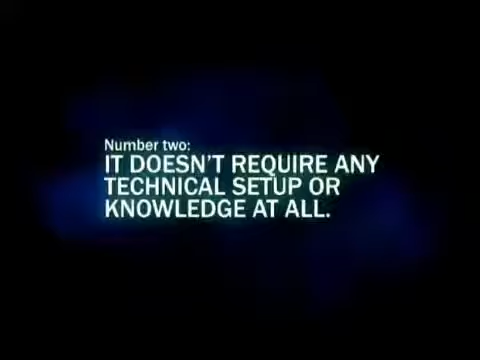 Number two:
IT DOESN'T REQUIRE ANY
TECHNICAL SETUP OR
KNOWLEDGE AT ALL.